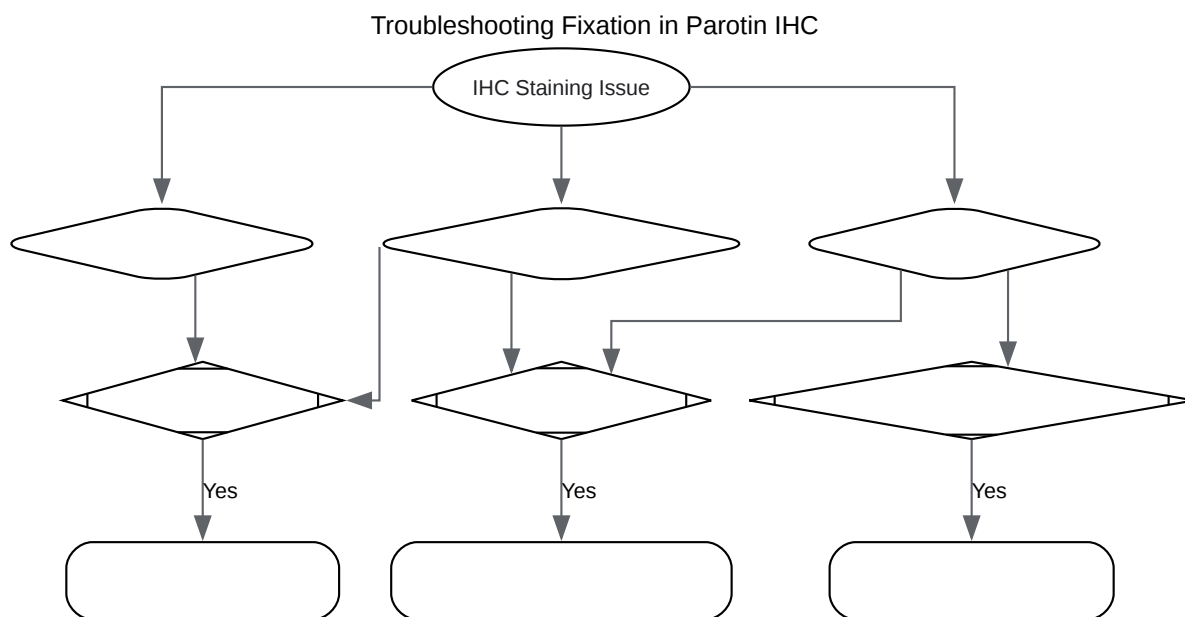 Troubleshooting Fixation in Parotin IHC
IHC Staining Issue
Yes
Yes
Yes